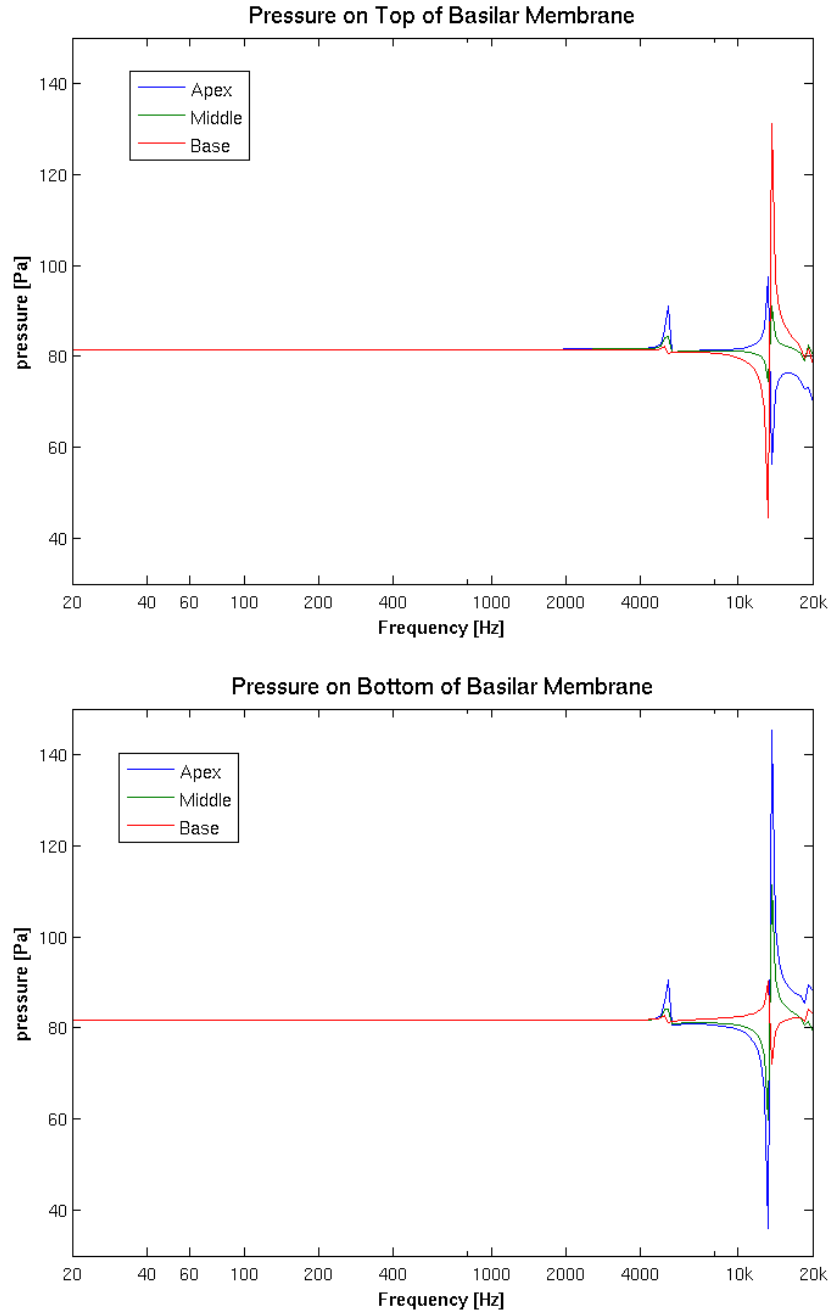 Pressure on Top of Basilar Membrane
140
120
100
80
60
40
pressure [Pa]
Apex
Middle
Base
20 40 60 100 200 400 1000 2000 4000 10k 20k
Frequency [Hz]
Pressure on Bottom of Basilar Membrane
140
120
100
80
60
40
pressure [Pa]
Apex
Middle
Base
20 40 60 100 200 400 1000 2000 4000 10k 20k
Frequency [Hz]